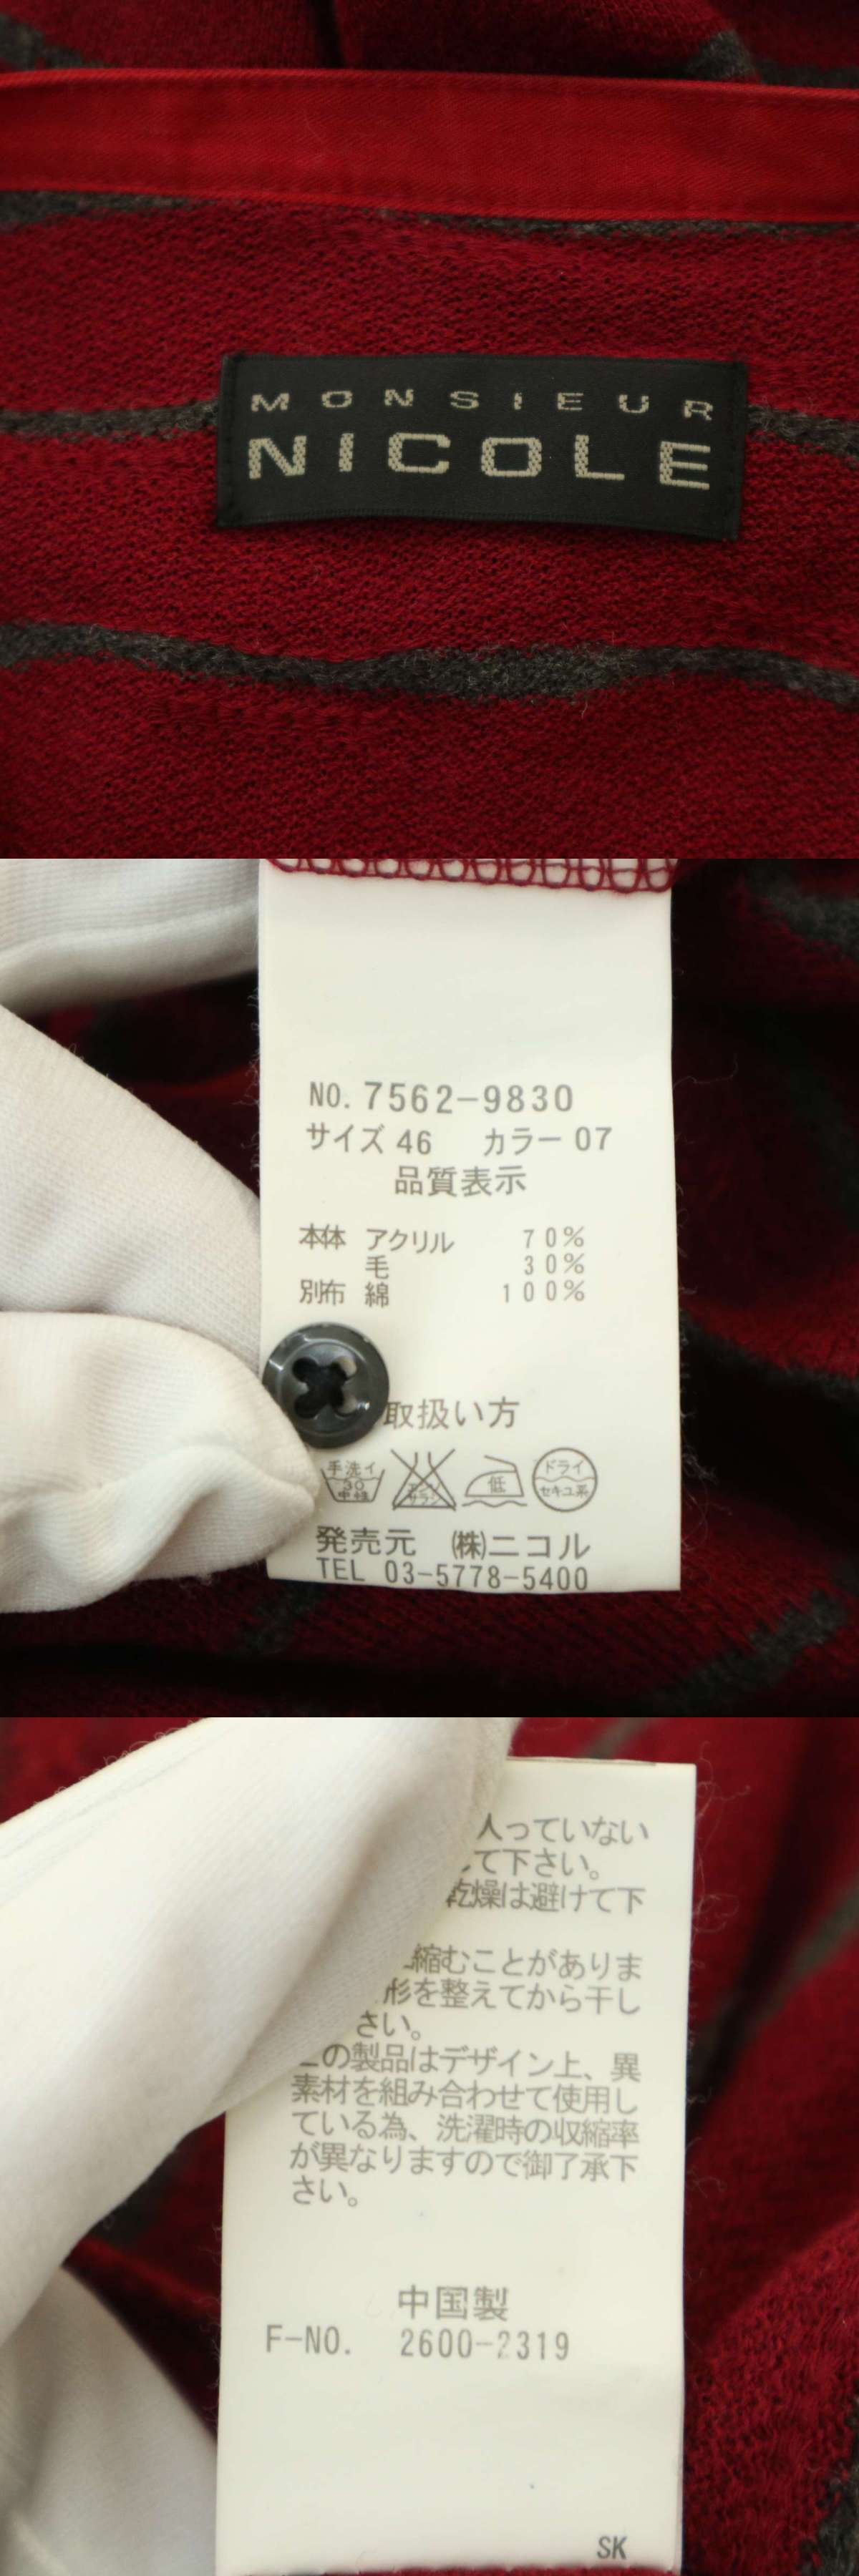 MONSIEUR
NICOLE
NO. 7562-9830
サイズ 46 カラー 07
品質表示
本体 アクリル 70%
毛 30%
別布 綿 100%
取扱い方
手洗イ
30
中性
エンソ
サラシ
低
ドライ
セキユ系
発売元 (株)ニコル
TEL 03-5778-5400
入っていない
て下さい。
乾燥は避けて下
縮むことがありま
形を整えてから干し
さい。
この製品はデザイン上、異
素材を組み合わせて使用し
ている為、洗濯時の収縮率
が異なりますので御了承下
さい。
中国製
F-NO. 2600-2319
SK